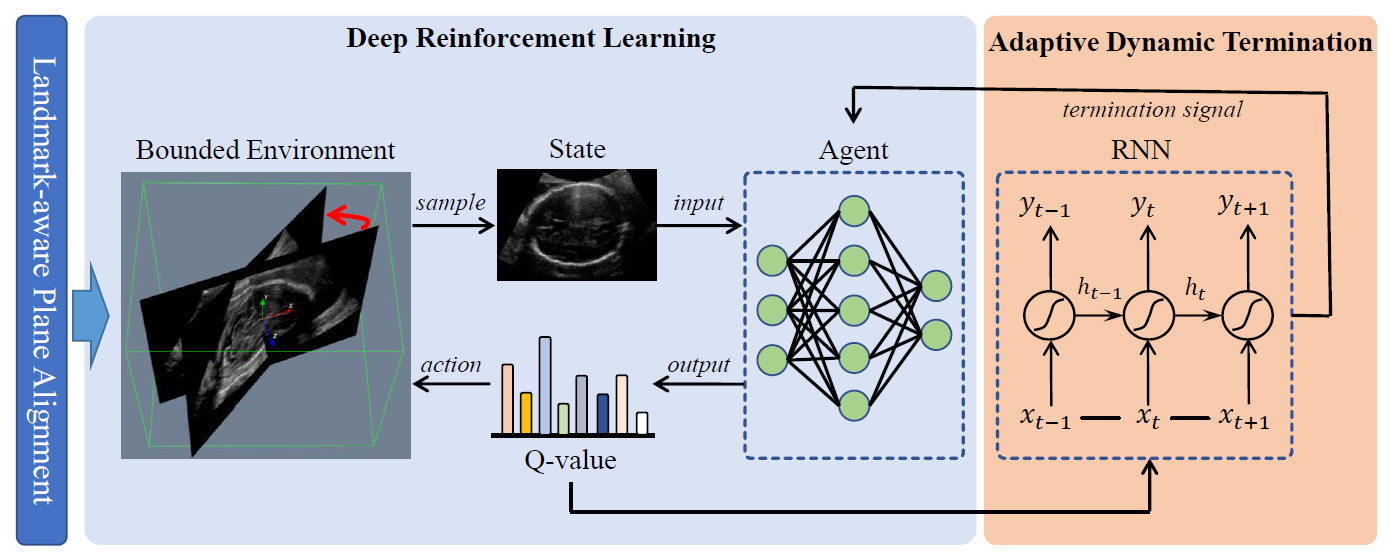 Landmark-aware Plane Alignment
Deep Reinforcement Learning
Adaptive Dynamic Termination
termination signal
Bounded Environment
State
Agent
RNN
sample
input
y_{t-1}
y_t
y_{t+1}
Y
X
Z
h_{t-1}
h_t
action
output
x_{t-1}
x_t
x_{t+1}
Q-value